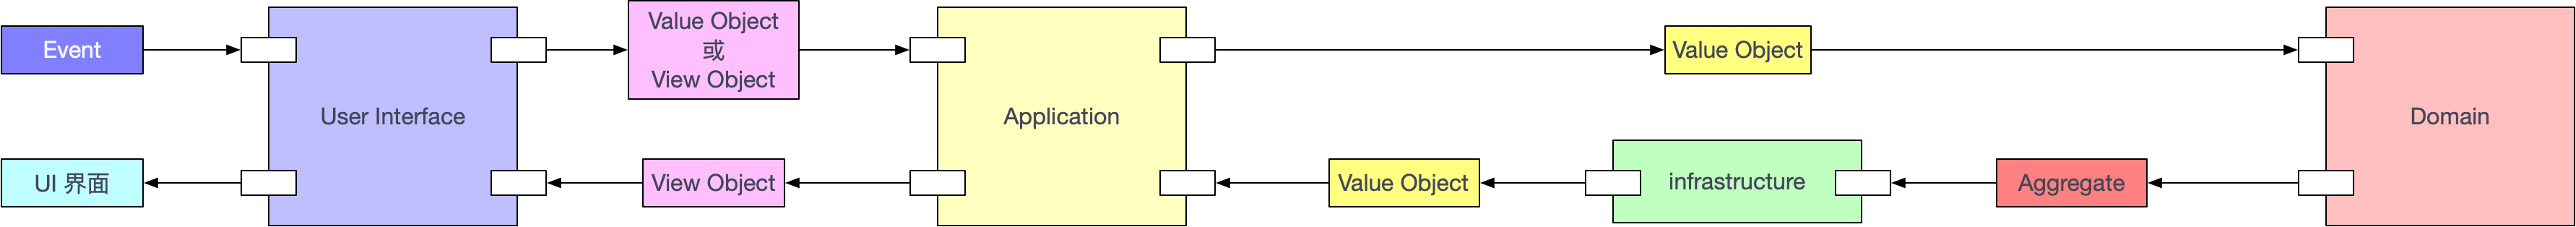 Event
User Interface
Value Object
或
View Object
Application
Value Object
Domain
UI 界面
View Object
Value Object
infrastructure
Aggregate